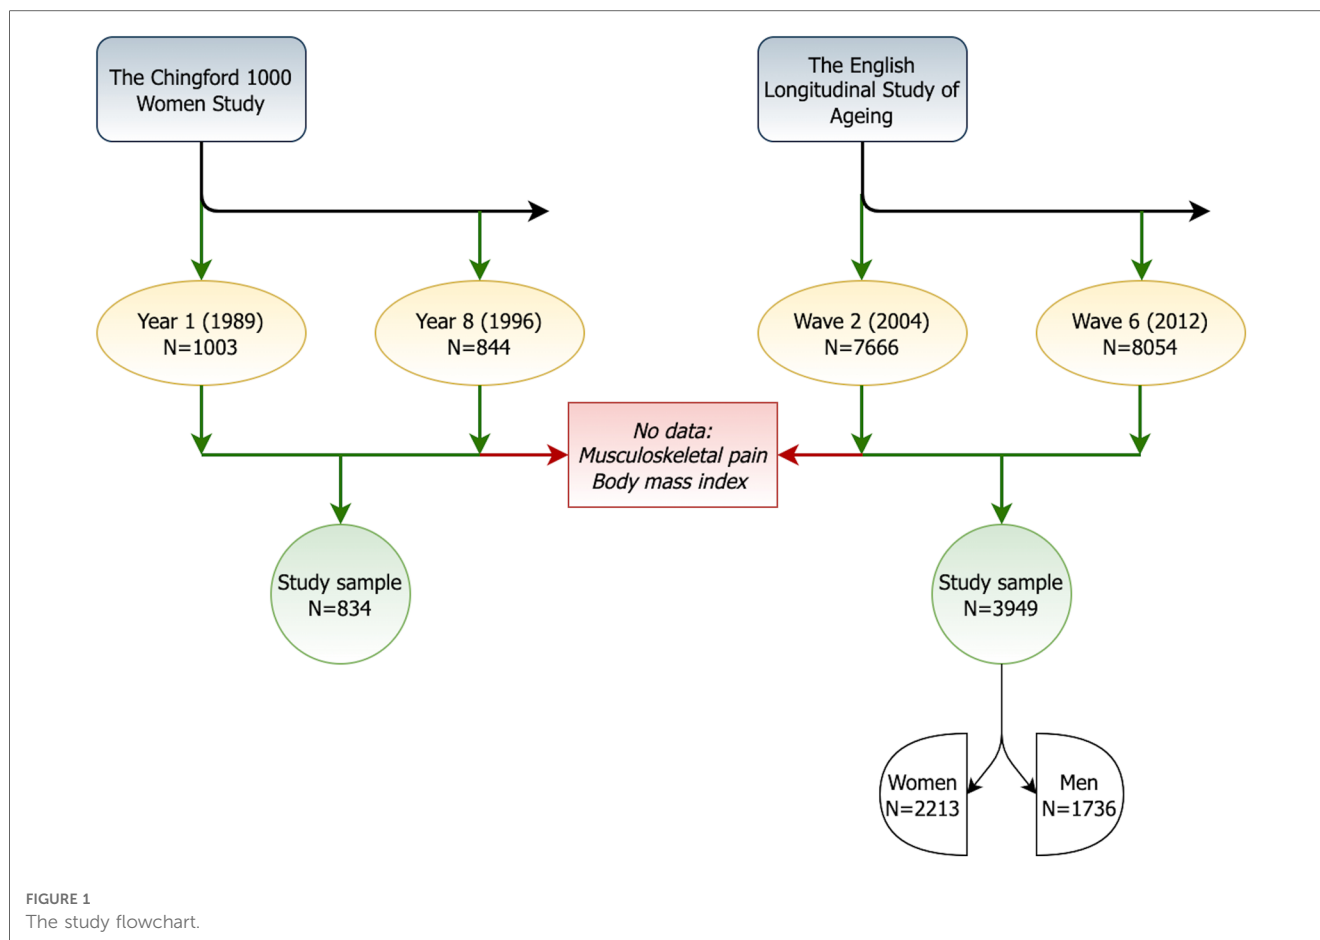 The Chingford 1000
Women Study
The English
Longitudinal Study of
Ageing
Year 1 (1989)
N=1003
Year 8 (1996)
N=844
Wave 2 (2004)
N=7666
Wave 6 (2012)
N=8054
No data:
Musculoskeletal pain
Body mass index
Study sample
N=834
Study sample
N=3949
Women
N=2213
Men
N=1736
FIGURE 1
The study flowchart.